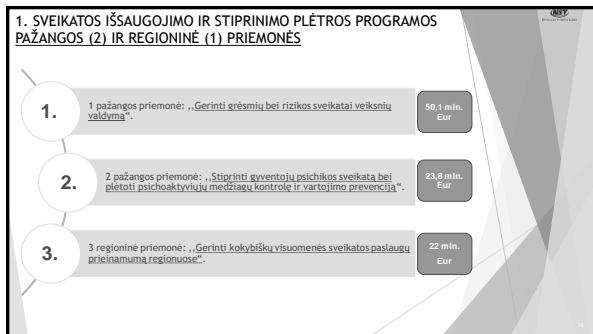 1. SVEIKATOS IŠSAUGOJIMO IR STIPRINIMO PLĖTROS PROGRAMOS
PAŽANGOS (2) IR REGIONINĖ (1) PRIEMONĖS
1.
1 pažangos priemonė: ,,Gerinti grėsmių bei rizikos sveikatai veiksnių
valdymą“.
50,1 mln.
Eur
2.
2 pažangos priemonė: ,,Stiprinti gyventojų psichikos sveikatą bei
plėtoti psichoaktyviųjų medžiagų kontrolę ir vartojimo prevenciją“.
23,8 mln.
Eur
3.
3 regioninė priemonė: ,,Gerinti kokybiškų visuomenės sveikatos paslaugų
prieinamumą regionuose“.
22 mln.
Eur